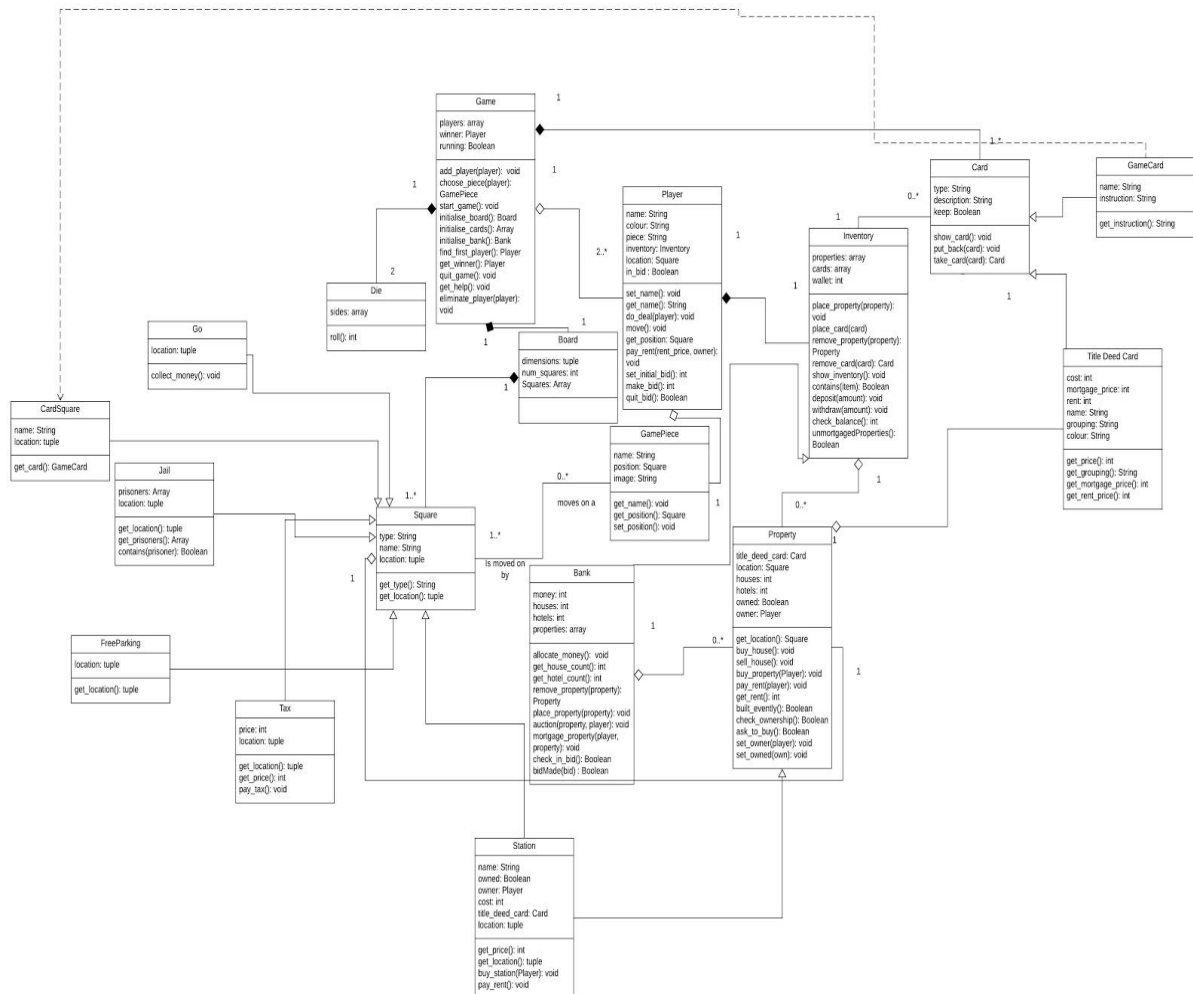 Game
players: array
winner: Player
running: Boolean
add_player(player): void
choose_piece(player):
GamePiece
start_game(): void
initialise_board(): Board
initialise_cards(): Array
initialise_bank(): Bank
find_first_player(): Player
get_winner(): Player
quit_game(): void
get_help(): void
eliminate_player(player):
void
1
1..*
1
2..*
1
2
1
1
Card
type: String
description: String
keep: Boolean
show_card(): void
put_back(card): void
take_card(card): Card
GameCard
name: String
instruction: String
get_instruction(): String
Player
name: String
colour: String
piece: String
inventory: Inventory
location: Square
in_bid : Boolean
set_name(): void
get_name(): String
do_deal(player): void
move(): void
get_position: Square
pay_rent(rent_price, owner):
void
set_initial_bid(): int
make_bid(): int
quit_bid(): Boolean
1
1
0..*
1
Inventory
properties: array
cards: array
wallet: int
place_property(property):
void
place_card(card)
remove_property(property):
Property
remove_card(card): Card
show_inventory(): void
contains(item): Boolean
deposit(amount): void
withdraw(amount): void
check_balance(): int
unmortgagedProperties():
Boolean
1
Die
sides: array
roll(): int
Board
dimensions: tuple
num_squares: int
Squares: Array
1
1..*
Title Deed Card
cost: int
mortgage_price: int
rent: int
name: String
grouping: String
colour: String
get_price(): int
get_grouping(): String
get_mortgage_price(): int
get_rent_price(): int
1
Go
location: tuple
collect_money(): void
CardSquare
name: String
location: tuple
get_card(): GameCard
Jail
prisoners: Array
location: tuple
get_location(): tuple
get_prisoners(): Array
contains(prisoner): Boolean
GamePiece
name: String
position: Square
image: String
get_name(): void
get_position(): Square
set_position(): void
1
0..*
moves on a
1..*
Is moved on
by
Square
type: String
name: String
location: tuple
get_type(): String
get_location(): tuple
1
1
0..*
Property
title_deed_card: Card
location: Square
houses: int
hotels: int
owned: Boolean
owner: Player
get_location(): Square
buy_house(): void
sell_house(): void
buy_property(Player): void
pay_rent(player): void
get_rent(): int
built_evently(): Boolean
check_ownership(): Boolean
ask_to_buy(): Boolean
set_owner(player): void
set_owned(own): void
1
Bank
money: int
houses: int
hotels: int
properties: array
allocate_money(): void
get_house_count(): int
get_hotel_count(): int
remove_property(property):
Property
place_property(property): void
auction(property, player): void
mortgage_property(player,
property): void
check_in_bid(): Boolean
bidMade(bid) : Boolean
1
0..*
FreeParking
location: tuple
get_location(): tuple
Tax
price: int
location: tuple
get_location(): tuple
get_price(): int
pay_tax(): void
Station
name: String
owned: Boolean
owner: Player
cost: int
title_deed_card: Card
location: tuple
get_price(): int
get_location(): tuple
buy_station(Player): void
pay_rent(): void